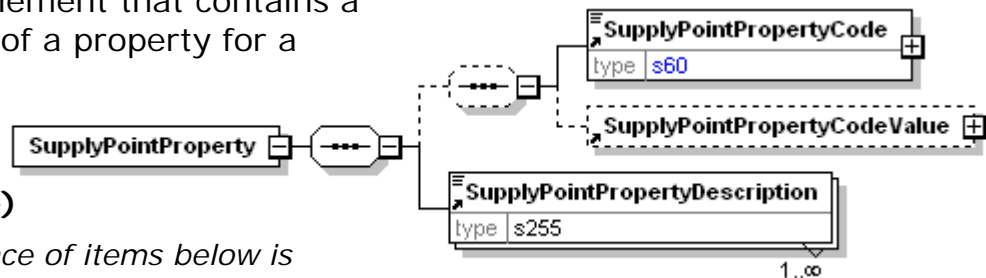 lement that contains a
of a property for a
SupplyPointPropertyCode
type s60
SupplyPointPropertyCodeValue
SupplyPointProperty
SupplyPointPropertyDescription
type s255
1..∞
)
ce of items below is